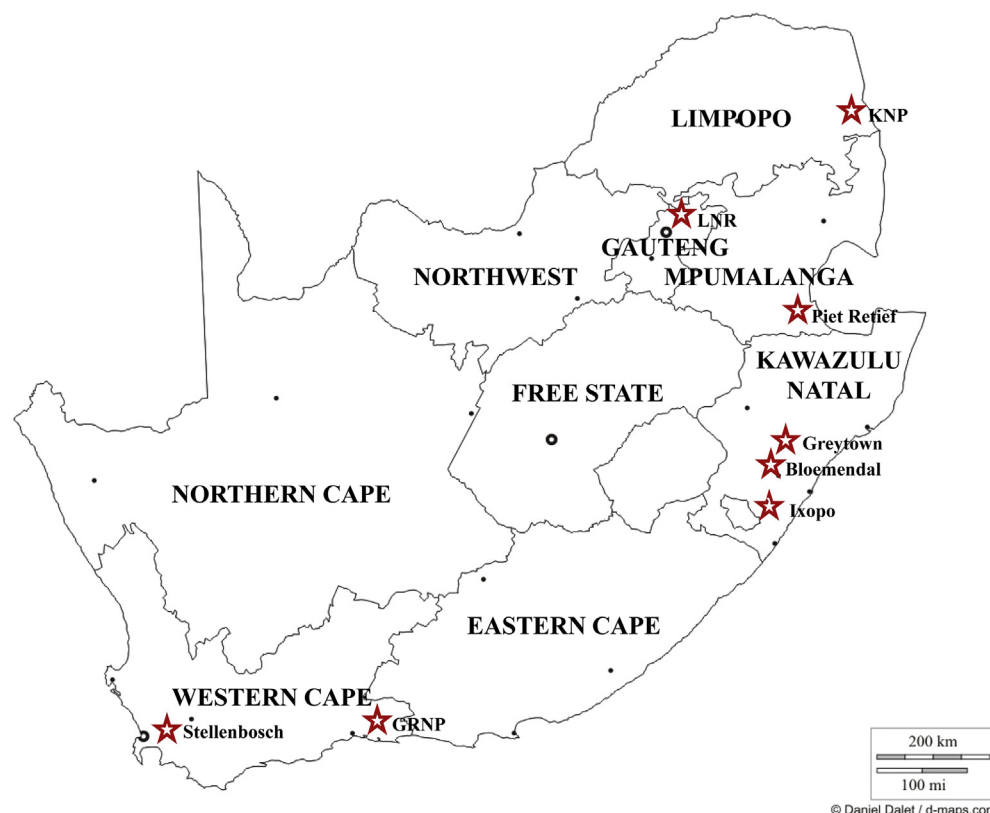 LIMPOPO
KNP
LNR
GAUTENG
NORTHWEST
MPUMALANGA
Piet Retief
KAWAZULU
NATAL
FREE STATE
Greytown
Bloemendal
NORTHERN CAPE
Ixopo
EASTERN CAPE
WESTERN CAPE
GRNP
Stellenbosch
200 km
100 mi
© Daniel Dalet / d-maps.com